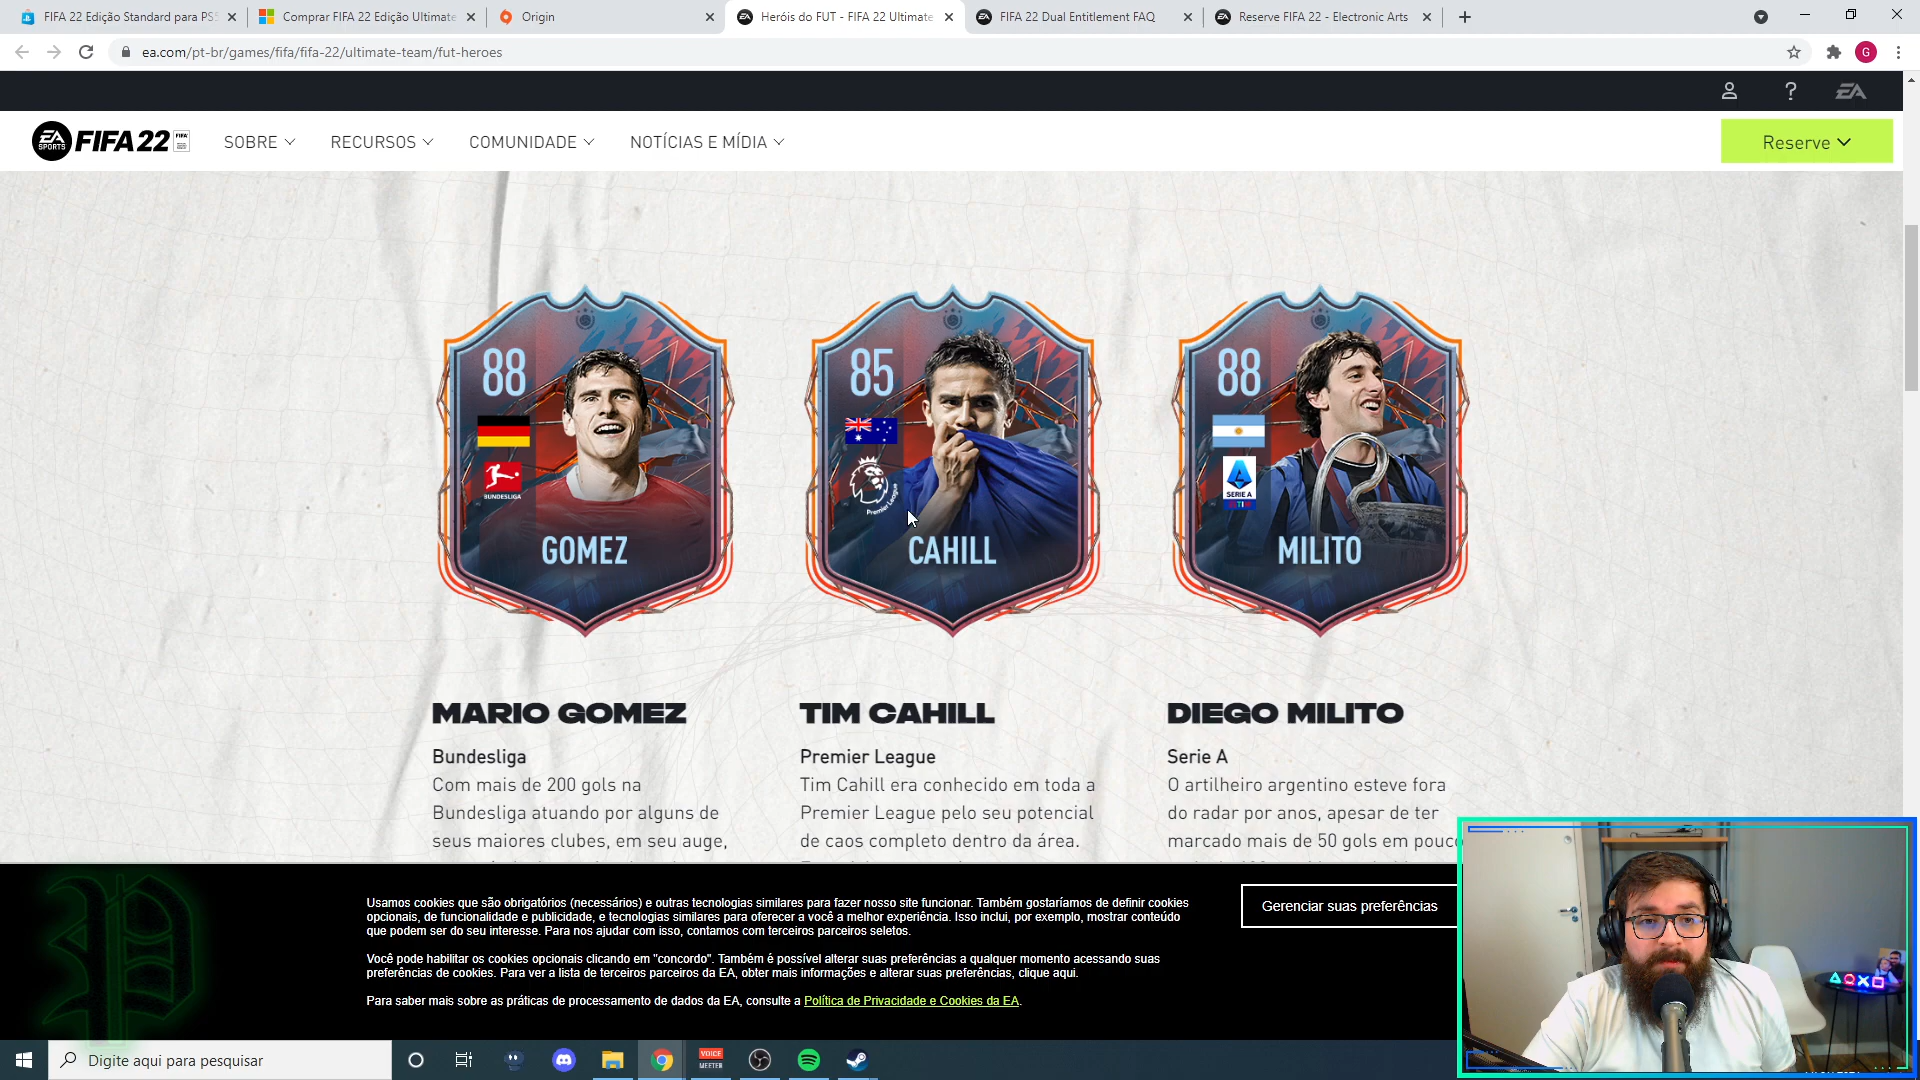 FIFA 22 Edição Standard para PS5
Comprar FIFA 22 Edição Ultimate
Origin
Heróis do FUT - FIFA 22 Ultimate
FIFA 22 Dual Entitlement FAQ
Reserve FIFA 22 - Electronic Arts
G
ea.com/pt-br/games/fifa/fifa-22/ultimate-team/fut-heroes
EA
EA SPORTS FIFA 22 FIFA
SOBRE
RECURSOS
COMUNIDADE
NOTÍCIAS E MÍDIA
Reserve
88
BUNDESLIGA
GOMEZ
85
Premier League
CAHILL
88
SERIE A
TIM
MILITO
MARIO GOMEZ
Bundesliga
Com mais de 200 gols na
Bundesliga atuando por alguns de
seus maiores clubes, em seu auge,
TIM CAHILL
Premier League
Tim Cahill era conhecido em toda a
Premier League pelo seu potencial
de caos completo dentro da área.
DIEGO MILITO
Serie A
O artilheiro argentino esteve fora
do radar por anos, apesar de ter
marcado mais de 50 gols em pouco
Usamos cookies que são obrigatórios (necessários) e outras tecnologias similares para fazer nosso site funcionar. Também gostaríamos de definir cookies
opcionais, de funcionalidade e publicidade, e tecnologias similares para oferecer a você a melhor experiência. Isso inclui, por exemplo, mostrar conteúdo
que podem ser do seu interesse. Para nos ajudar com isso, contamos com terceiros parceiros seletos.
Você pode habilitar os cookies opcionais clicando em "concordo". Também é possível alterar suas preferências a qualquer momento acessando suas
preferências de cookies. Para ver a lista de terceiros parceiros da EA, obter mais informações e alterar suas preferências, clique aqui.
Para saber mais sobre as práticas de processamento de dados da EA, consulte a Política de Privacidade e Cookies da EA.
Gerenciar suas preferências
P
Digite aqui para pesquisar
VOICE
MEETER